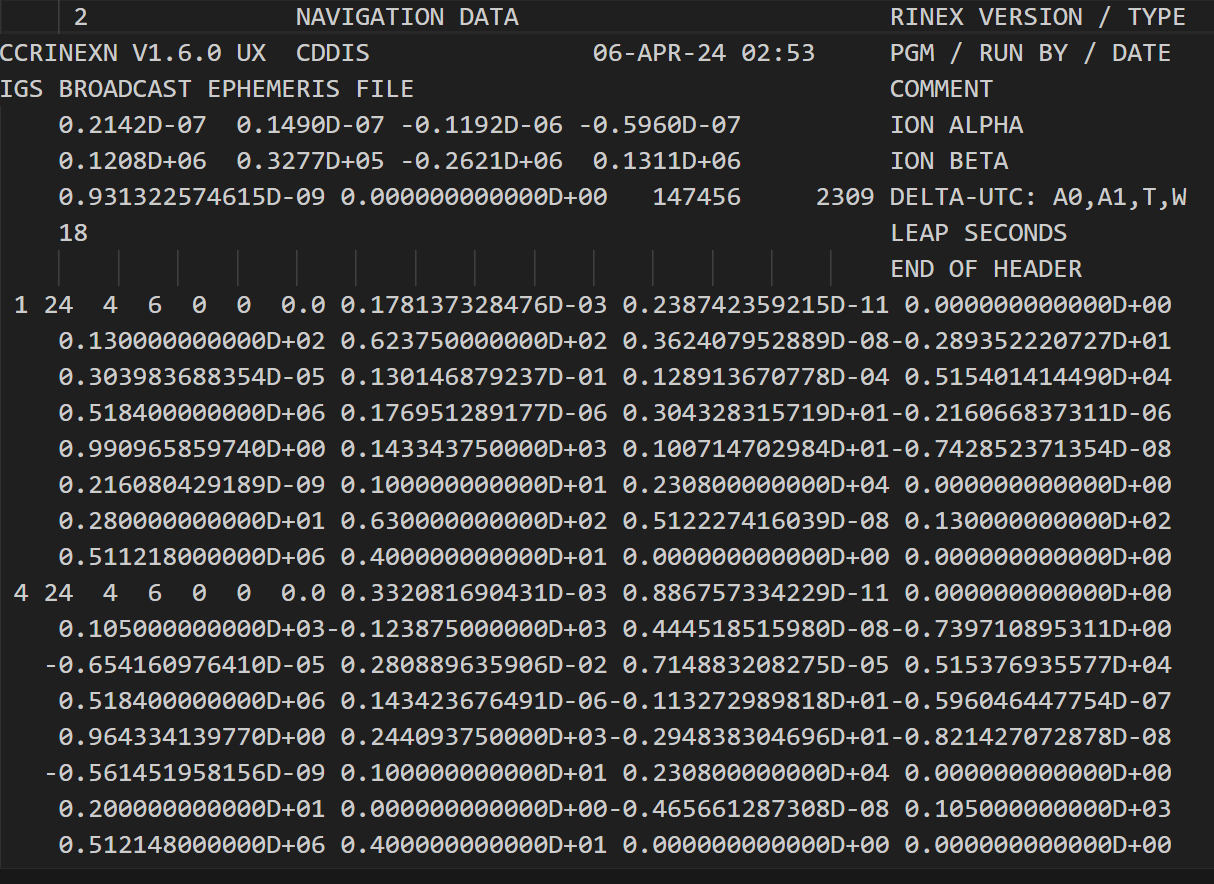 2              NAVIGATION DATA                         RINEX VERSION / TYPE
CCRINEXN V1.6.0 UX  CDDIS               06-APR-24 02:53     PGM / RUN BY / DATE
IGS BROADCAST EPHEMERIS FILE                                COMMENT
    0.2142D-07  0.1490D-07 -0.1192D-06 -0.5960D-07          ION ALPHA
    0.1208D+06  0.3277D+05 -0.2621D+06  0.1311D+06          ION BETA
    0.931322574615D-09 0.000000000000D+00   147456     2309 DELTA-UTC: A0,A1,T,W
    18                                                      LEAP SECONDS
                                                            END OF HEADER
 1 24  4  6  0  0  0.0 0.178137328476D-03 0.238742359215D-11 0.000000000000D+00
    0.130000000000D+02 0.623750000000D+02 0.362407952889D-08-0.289352220727D+01
    0.303983688354D-05 0.130146879237D-01 0.128913670778D-04 0.515401414490D+04
    0.518400000000D+06 0.176951289177D-06 0.304328315719D+01-0.216066837311D-06
    0.990965859740D+00 0.143343750000D+03 0.100714702984D+01-0.742852371354D-08
    0.216080429189D-09 0.100000000000D+01 0.230800000000D+04 0.000000000000D+00
    0.280000000000D+01 0.630000000000D+02 0.512227416039D-08 0.130000000000D+02
    0.511218000000D+06 0.400000000000D+01 0.000000000000D+00 0.000000000000D+00
 4 24  4  6  0  0  0.0 0.332081690431D-03 0.886757334229D-11 0.000000000000D+00
    0.105000000000D+03-0.123875000000D+03 0.444518515980D-08-0.739710895311D+00
   -0.654160976410D-05 0.280889635906D-02 0.714883208275D-05 0.515376935577D+04
    0.518400000000D+06 0.143423676491D-06-0.113272989818D+01-0.596046447754D-07
    0.964334139770D+00 0.244093750000D+03-0.294838304696D+01-0.821427072878D-08
   -0.561451958156D-09 0.100000000000D+01 0.230800000000D+04 0.000000000000D+00
    0.200000000000D+01 0.000000000000D+00-0.465661287308D-08 0.105000000000D+03
    0.512148000000D+06 0.400000000000D+01 0.000000000000D+00 0.000000000000D+00